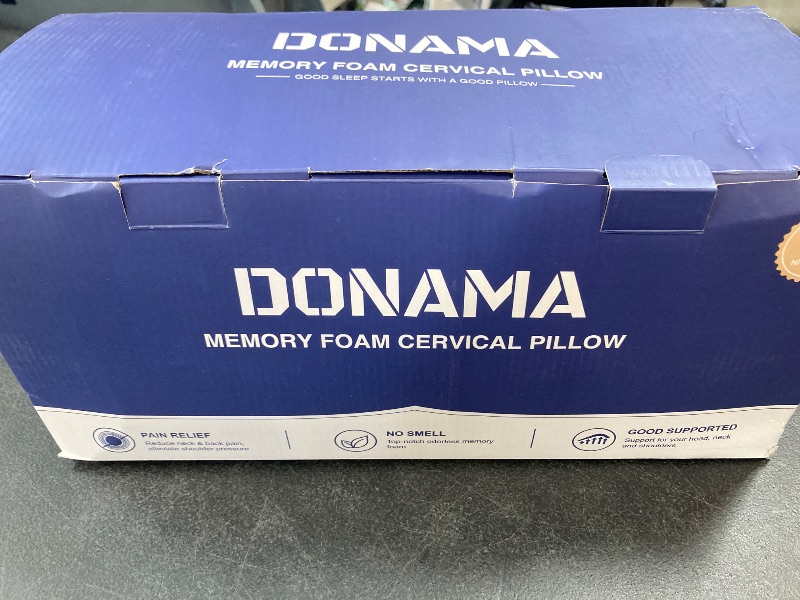 DONAMA
MEMORY FOAM CERVICAL PILLOW
GOOD SLEEP STARTS WITH A GOOD PILLOW
DONAMA
MEMORY FOAM CERVICAL PILLOW
PAIN RELIEF
Reduce neck & back pain,
alleviate shoulder pressure
NO SMELL
Top-notch odorless memory
foam
GOOD SUPPORTED
Support for your head, neck
and shoulders